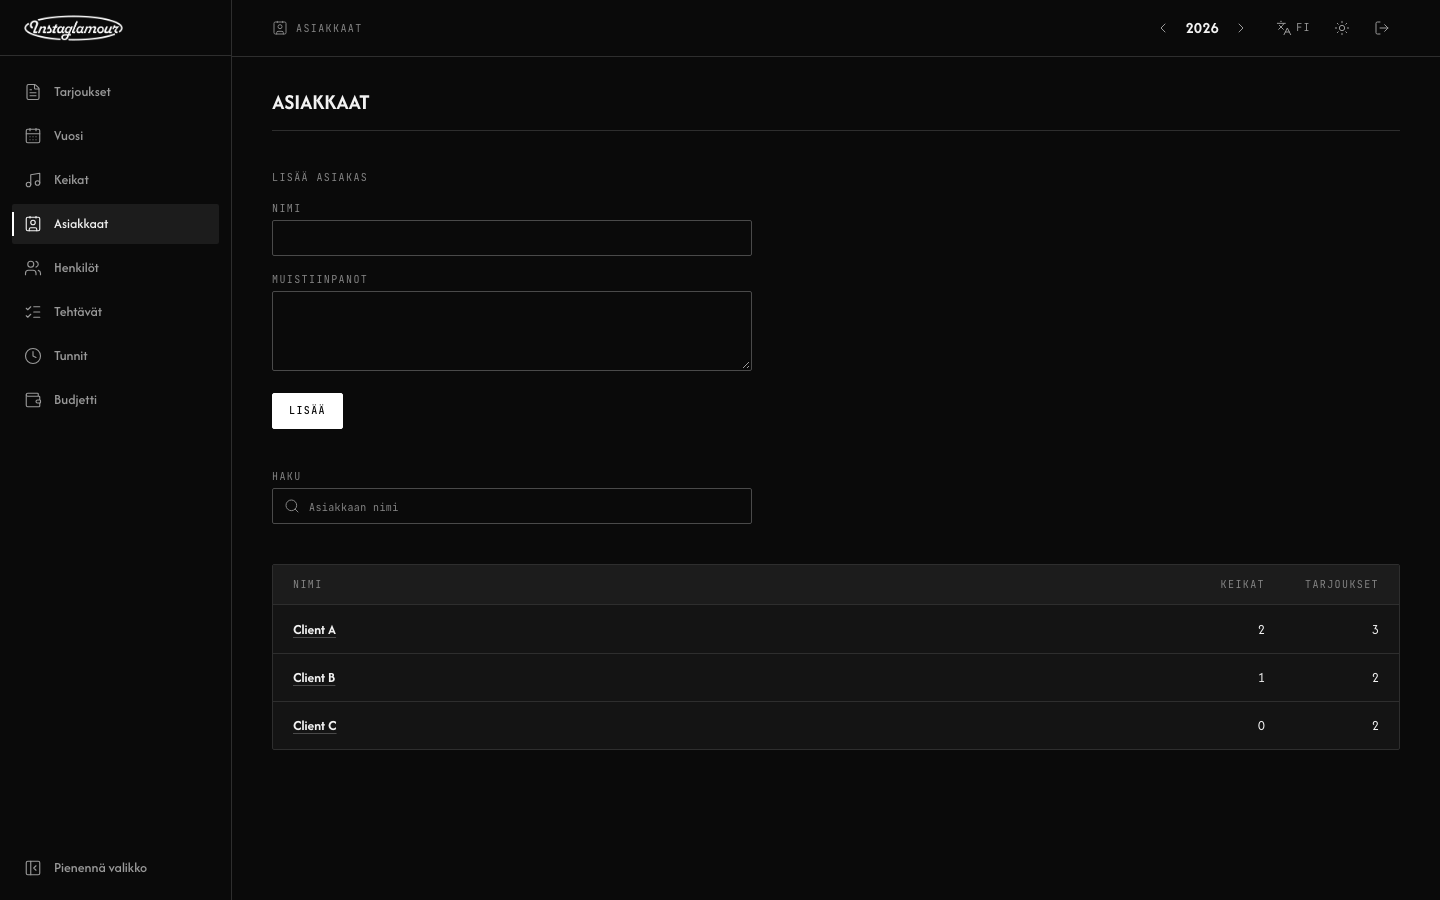 Instaglamour
ASIAKKAAT
2026
FI
Tarjoukset
Vuosi
Keikat
Asiakkaat
Henkilöt
Tehtävät
Tunnit
Budjetti
Pienennä valikko
ASIAKKAAT
LISÄÄ ASIAKAS
NIMI
MUISTIINPANOT
LISÄÄ
HAKU
Asiakkaan nimi
NIMI KEIKAT TARJOUKSET
Client A 2 3
Client B 1 2
Client C 0 2